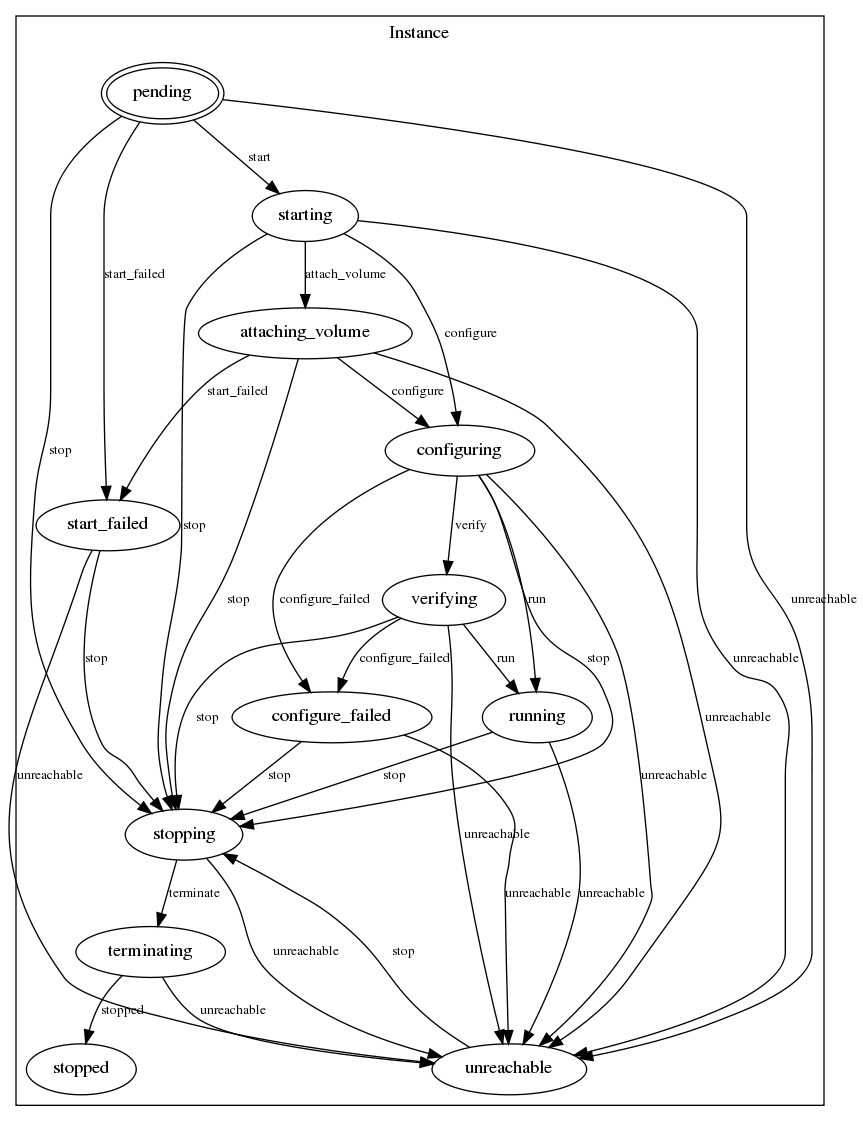 Instance
pending
start
starting
start_failed
attach_volume
attaching_volume
configure
start_failed
configure
stop
configuring
start_failed
stop
verify
configure_failed
stop
verifying
run
unreachable
stop
configure_failed
run
stop
unreachable
configure_failed
stop
running
unreachable
unreachable
stop
stop
unreachable
stopping
unreachable
terminate
unreachable
unreachable
terminating
unreachable
stop
stopped
unreachable
stopped
unreachable